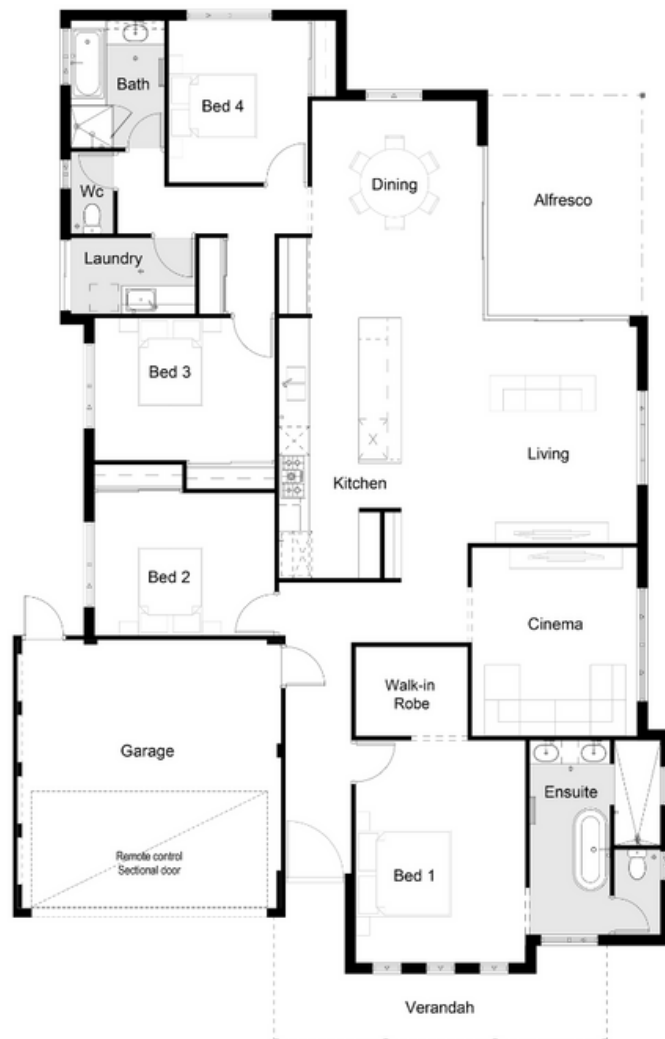 Bath
Bed 4
Dining
Wc
Alfresco
Laundry
Bed 3
Living
Kitchen
Bed 2
Cinema
Walk-in
Robe
Garage
Ensuite
Remote control
Sectional door
Bed 1
Verandah